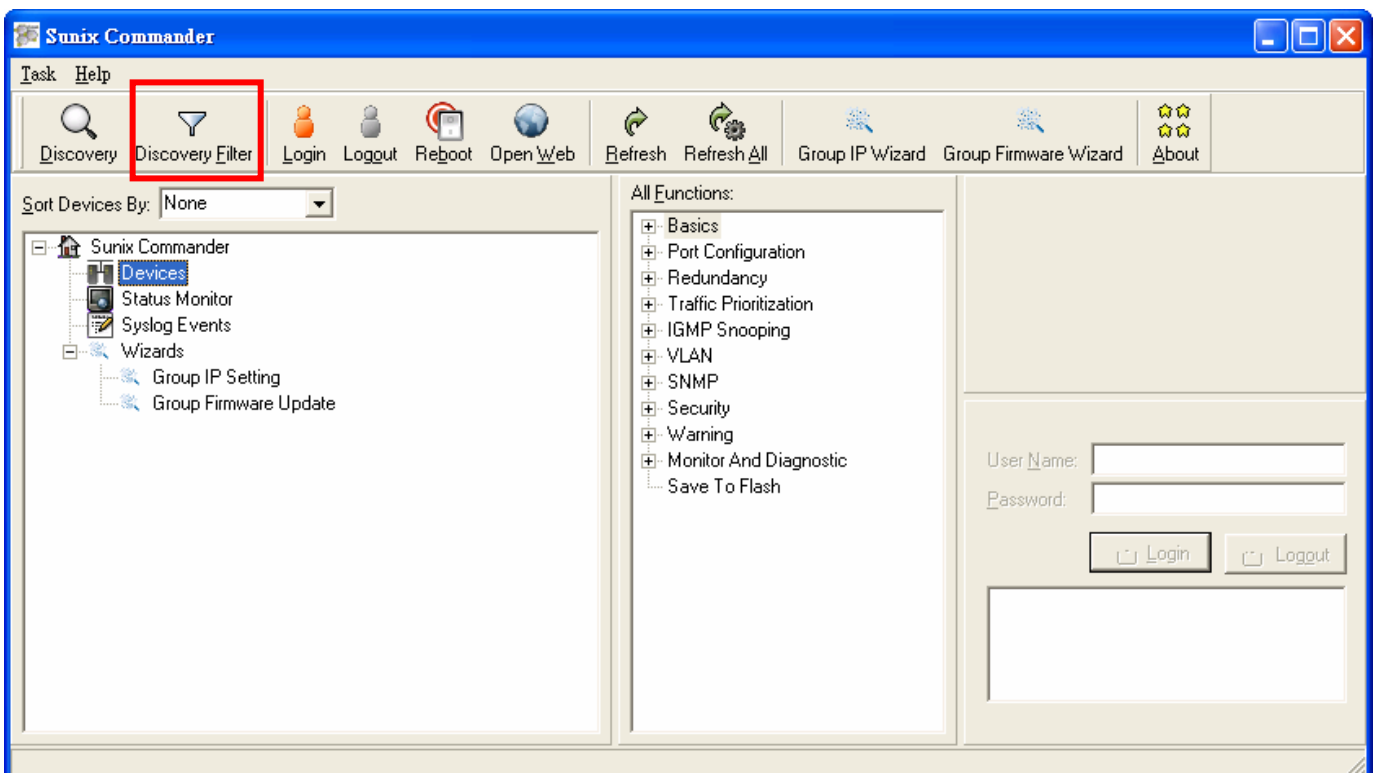 Sunix Commander
Task Help
Discovery Discovery Filter Login Logout Reboot Open Web Refresh Refresh All Group IP Wizard Group Firmware Wizard About
Sort Devices By: None
Sunix Commander
Devices
Status Monitor
Syslog Events
Wizards
Group IP Setting
Group Firmware Update
All Functions:
Basics
Port Configuration
Redundancy
Traffic Prioritization
IGMP Snooping
VLAN
SNMP
Security
Warning
Monitor And Diagnostic
Save To Flash
User Name:
Password:
Login Logout